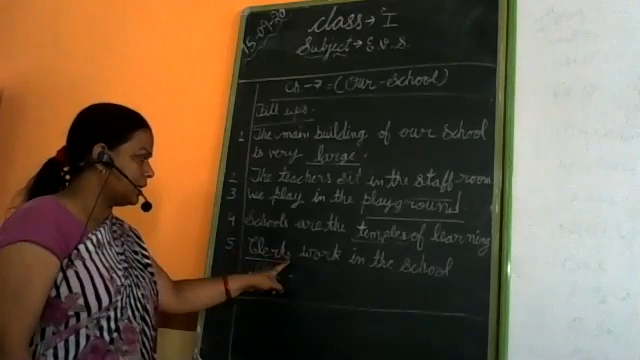 15-09-20
Class → I
Subject → E.V.S.
Ch - 7 = (Our - School)
Fill ups.
1 The main building of our school
is very large.
2 The teachers sit in the staff room
3 we play in the playground
4 Schools are the temples of learning
5 Clerks work in the school